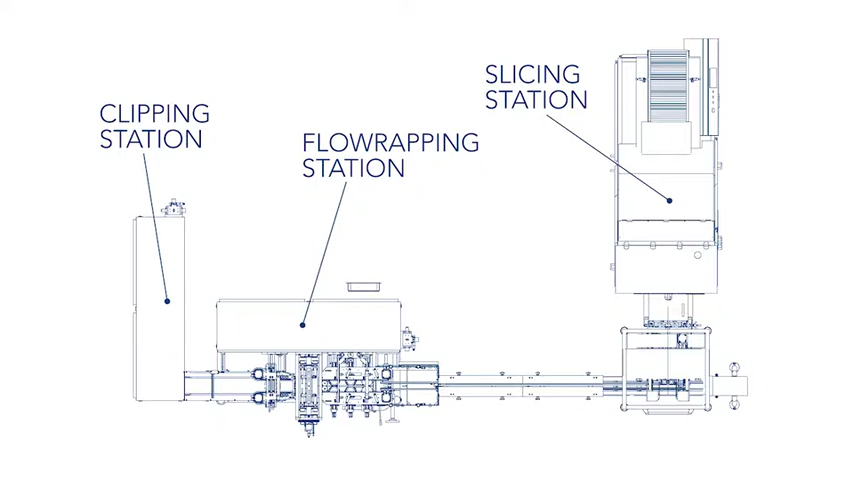 SLICING
STATION
CLIPPING
STATION
FLOWRAPPING
STATION